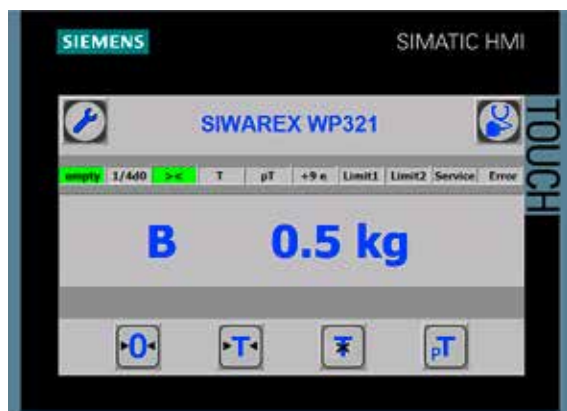 SIEMENS SIMATIC HMI
TOUCH
SIWAREX WP321
empty 1/4d0 >< T pT +9 e Limit1 Limit2 Service Error
B 0.5 kg
>0< >T< T pT